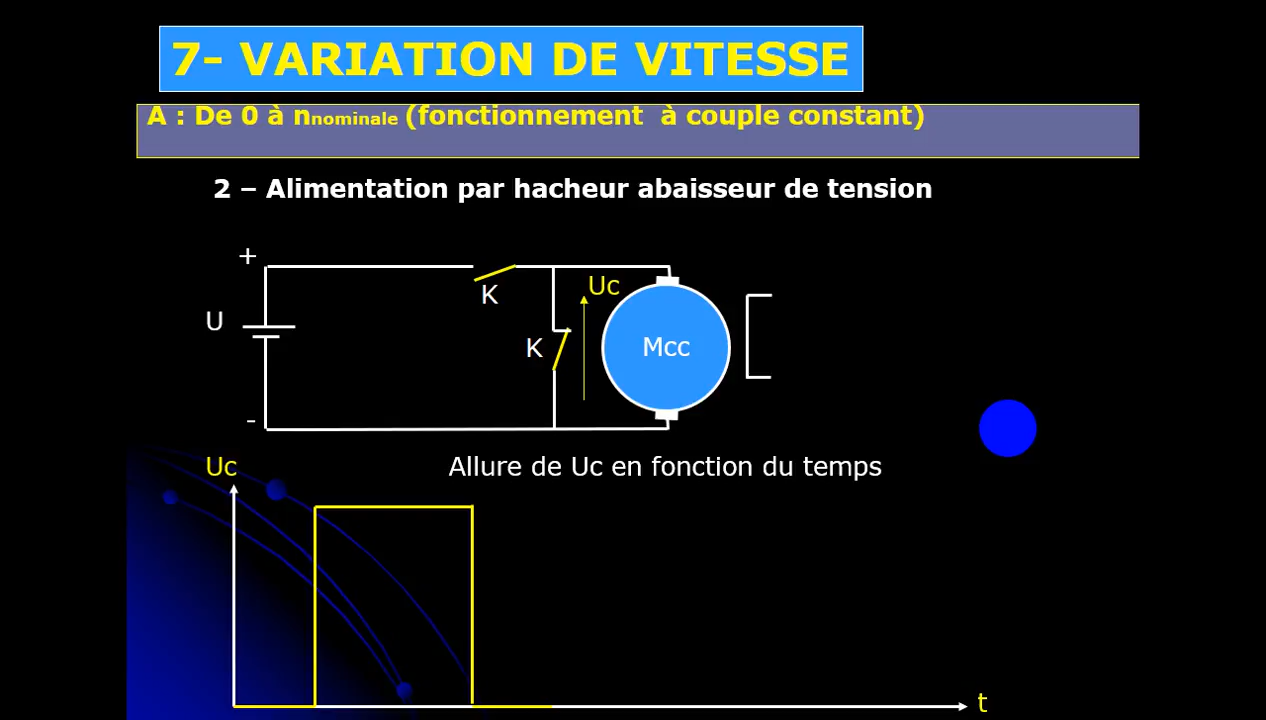 7- VARIATION DE VITESSE
A : De 0 à nnominale (fonctionnement à couple constant)
2 – Alimentation par hacheur abaisseur de tension
+
Uc
K
U
K
Mcc
-
Uc
Allure de Uc en fonction du temps
t